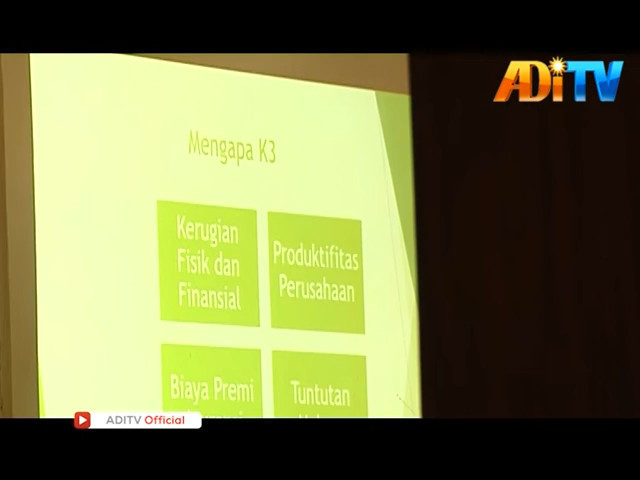 ADiTV
Mengapa K3
Kerugian
Fisik dan
Finansial
Produktifitas
Perusahaan
Biaya Premi
Tuntutan
ADITV Official